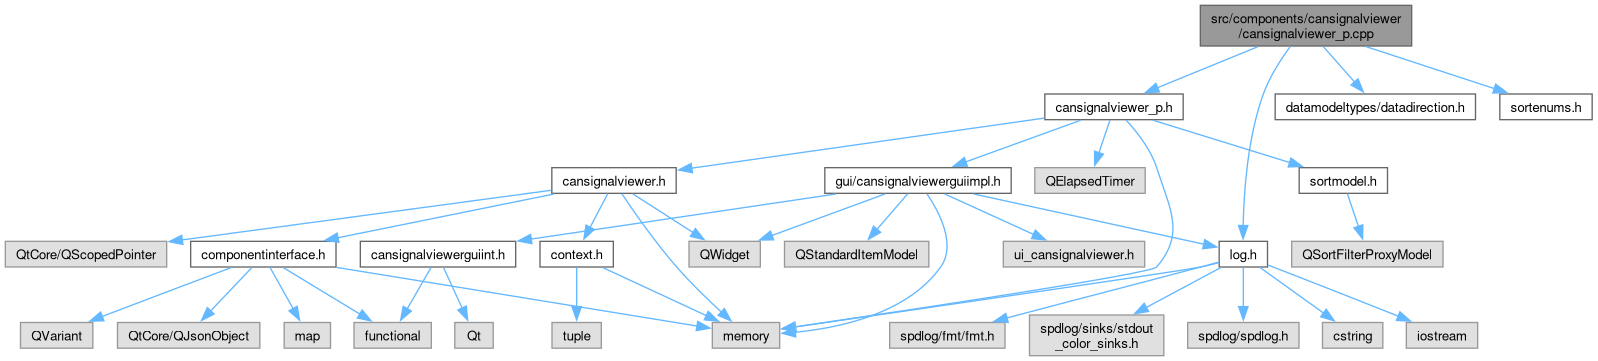 src/components/cansignalviewer
/cansignalviewer_p.cpp
cansignalviewer_p.h
datamodeltypes/datadirection.h
sortenums.h
cansignalviewer.h
gui/cansignalviewerguiimpl.h
QElapsedTimer
sortmodel.h
QtCore/QScopedPointer
componentinterface.h
cansignalviewerguiint.h
context.h
QWidget
QStandardItemModel
ui_cansignalviewer.h
log.h
QSortFilterProxyModel
QVariant
QtCore/QJsonObject
map
functional
Qt
tuple
memory
spdlog/fmt/fmt.h
spdlog/sinks/stdout
_color_sinks.h
spdlog/spdlog.h
cstring
iostream